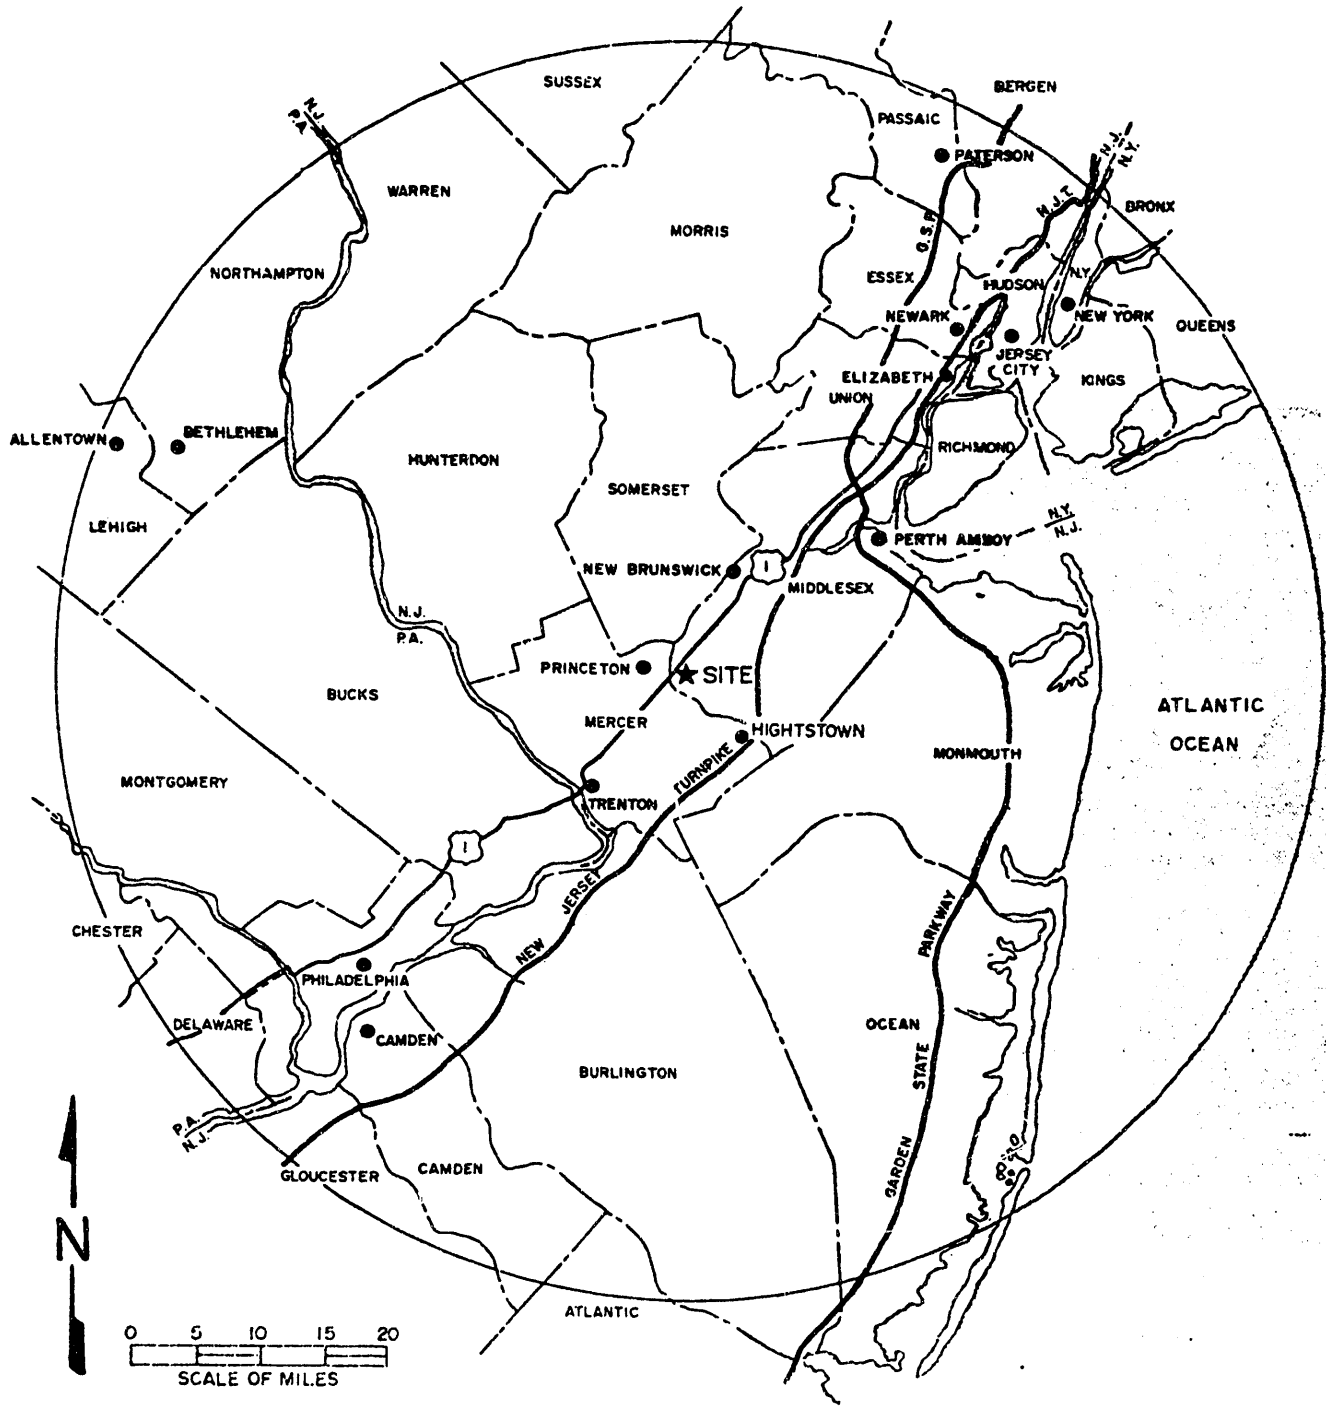 SUSSEX
BERGEN
N.J.
P.A.
PASSAIC
PATERSON
N.J.
N.Y.
WARREN
N.J.T.
BRONX
MORRIS
G.S.P.
NORTHAMPTON
ESSEX
HUDSON
N.Y.
NEWARK
NEW YORK
QUEENS
JERSEY
CITY
ELIZABETH
KINGS
UNION
ALLENTOWN
BETHLEHEM
HUNTERDON
RICHMOND
SOMERSET
LEHIGH
N.Y.
N.J.
PERTH AMBOY
NEW BRUNSWICK
1
MIDDLESEX
N.J.
P.A.
PRINCETON
SITE
BUCKS
ATLANTIC
OCEAN
MERCER
HIGHTSTOWN
MONMOUTH
MONTGOMERY
TRENTON
NEW JERSEY TURNPIKE
1
CHESTER
PHILADELPHIA
DELAWARE
CAMDEN
OCEAN
GARDEN STATE PARKWAY
BURLINGTON
P.A.
N.J.
GLOUCESTER
CAMDEN
N
ATLANTIC
0 5 10 15 20
SCALE OF MILES